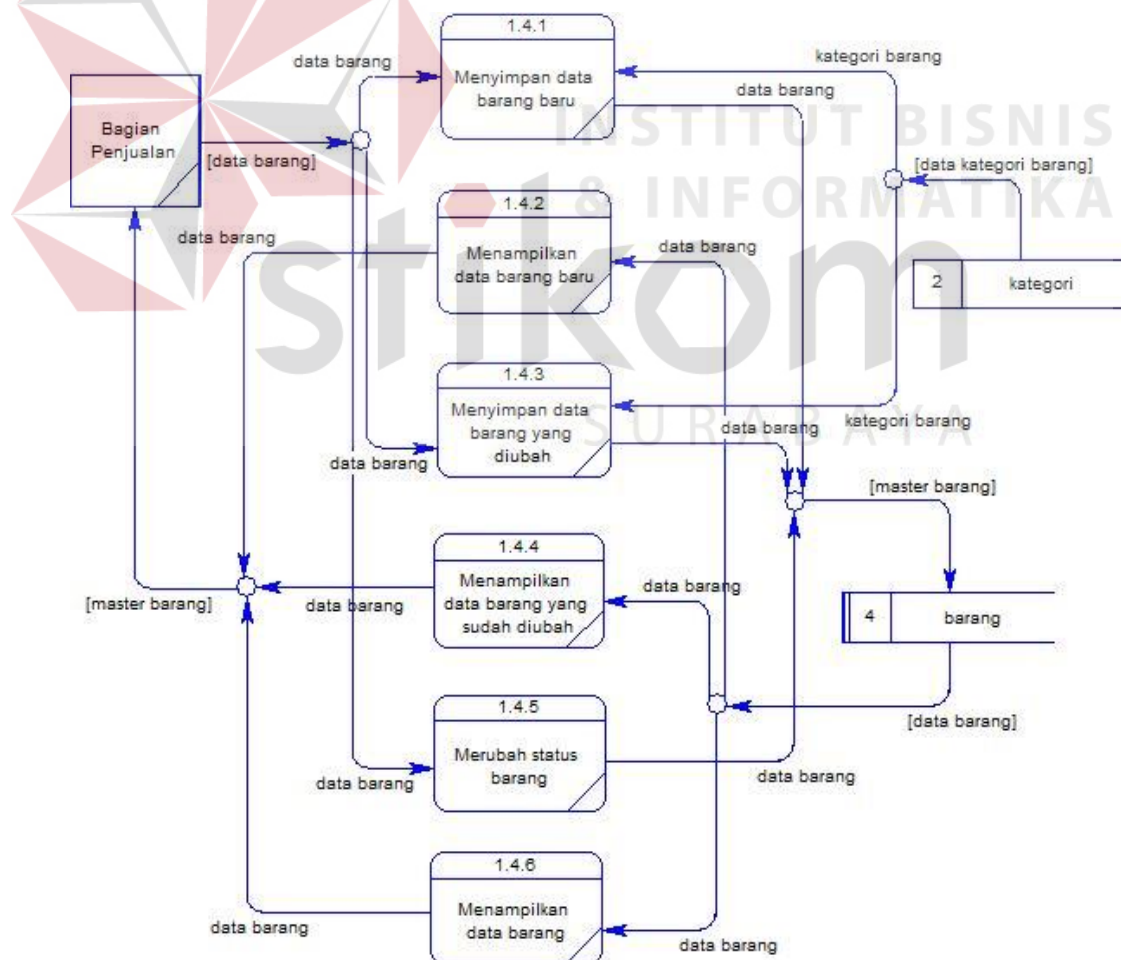 1.4.1
data barang
kategori barang
Menyimpan data
barang baru
data barang
INSTITUT BISNIS
Bagian
Penjualan
[data barang]
[data kategori barang]
1.4.2
& INFORMATIKA
data barang
data barang
Menampilkan
data barang baru
stikom
2
kategori
1.4.3
Menyimpan data
barang yang
diubah
kategori barang
data barang
SURABAYA
data barang
[master barang]
1.4.4
Menampilkan
data barang yang
sudah diubah
data barang
data barang
[master barang]
4
barang
1.4.5
[data barang]
Merubah status
barang
data barang
data barang
1.4.6
Menampilkan
data barang
data barang
data barang